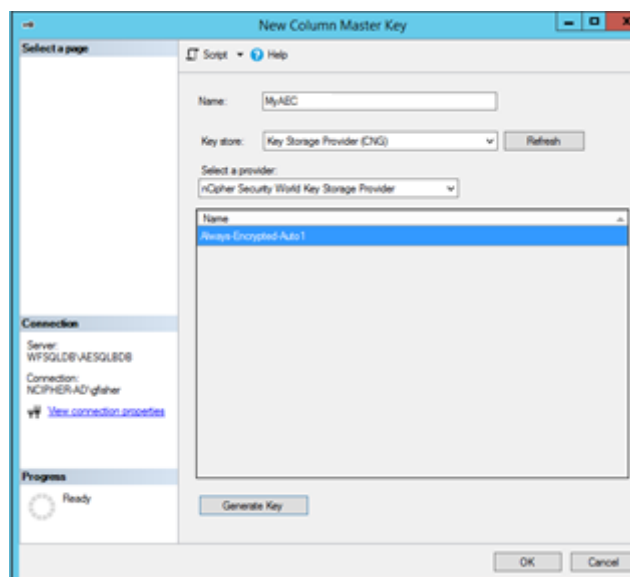 New Column Master Key
Select a page
Script
Help
Name:
MyAEC
Key store:
Key Storage Provider (CNG)
Refresh
Select a provider:
nCipher Security World Key Storage Provider
Name
Always-Encrypted-Auto1
Connection
Server:
WFSQLDB\AESQLBDB
Connection:
NCIPHER-AD\gfisher
View connection properties
Progress
Ready
Generate Key
OK
Cancel